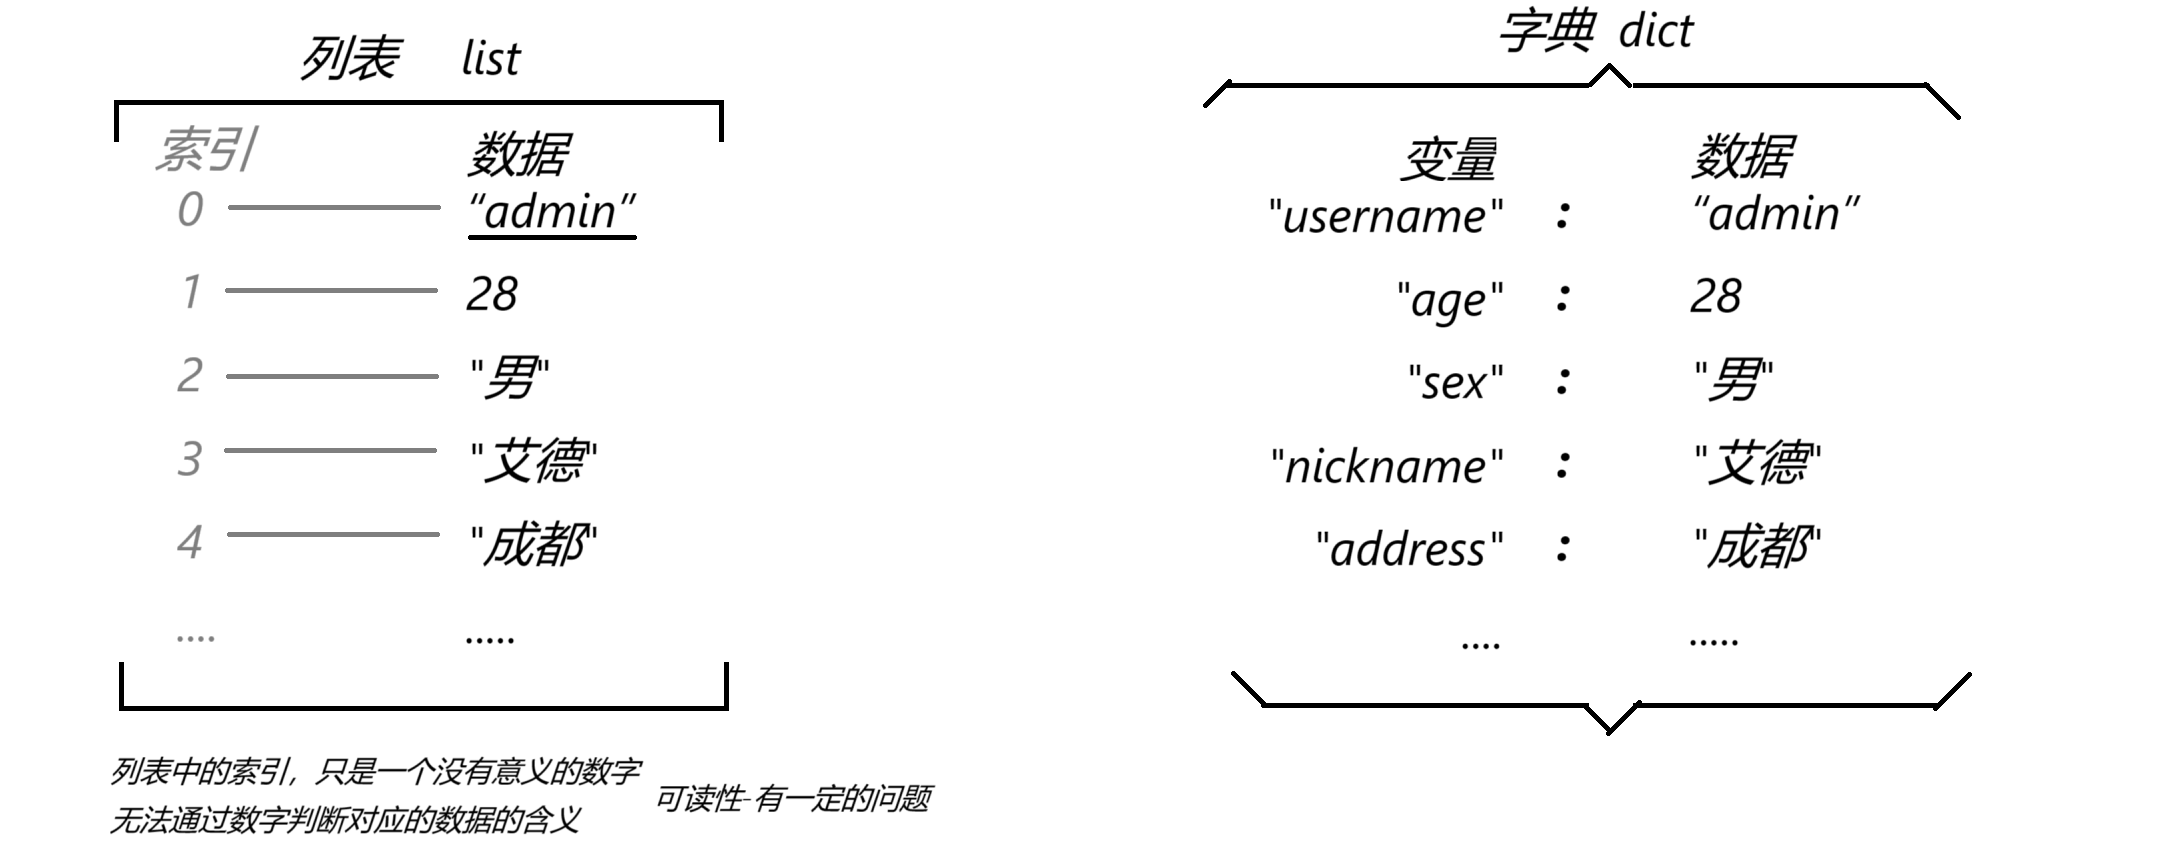 列表 list
索引 数据
0 “admin”
1 28
2 "男"
3 "艾德"
4 "成都"
.... .....
列表中的索引，只是一个没有意义的数字
无法通过数字判断对应的数据的含义
可读性-有一定的问题
字典 dict
变量 数据
"username" : “admin”
"age" : 28
"sex" : "男"
"nickname" : "艾德"
"address" : "成都"
.... .....